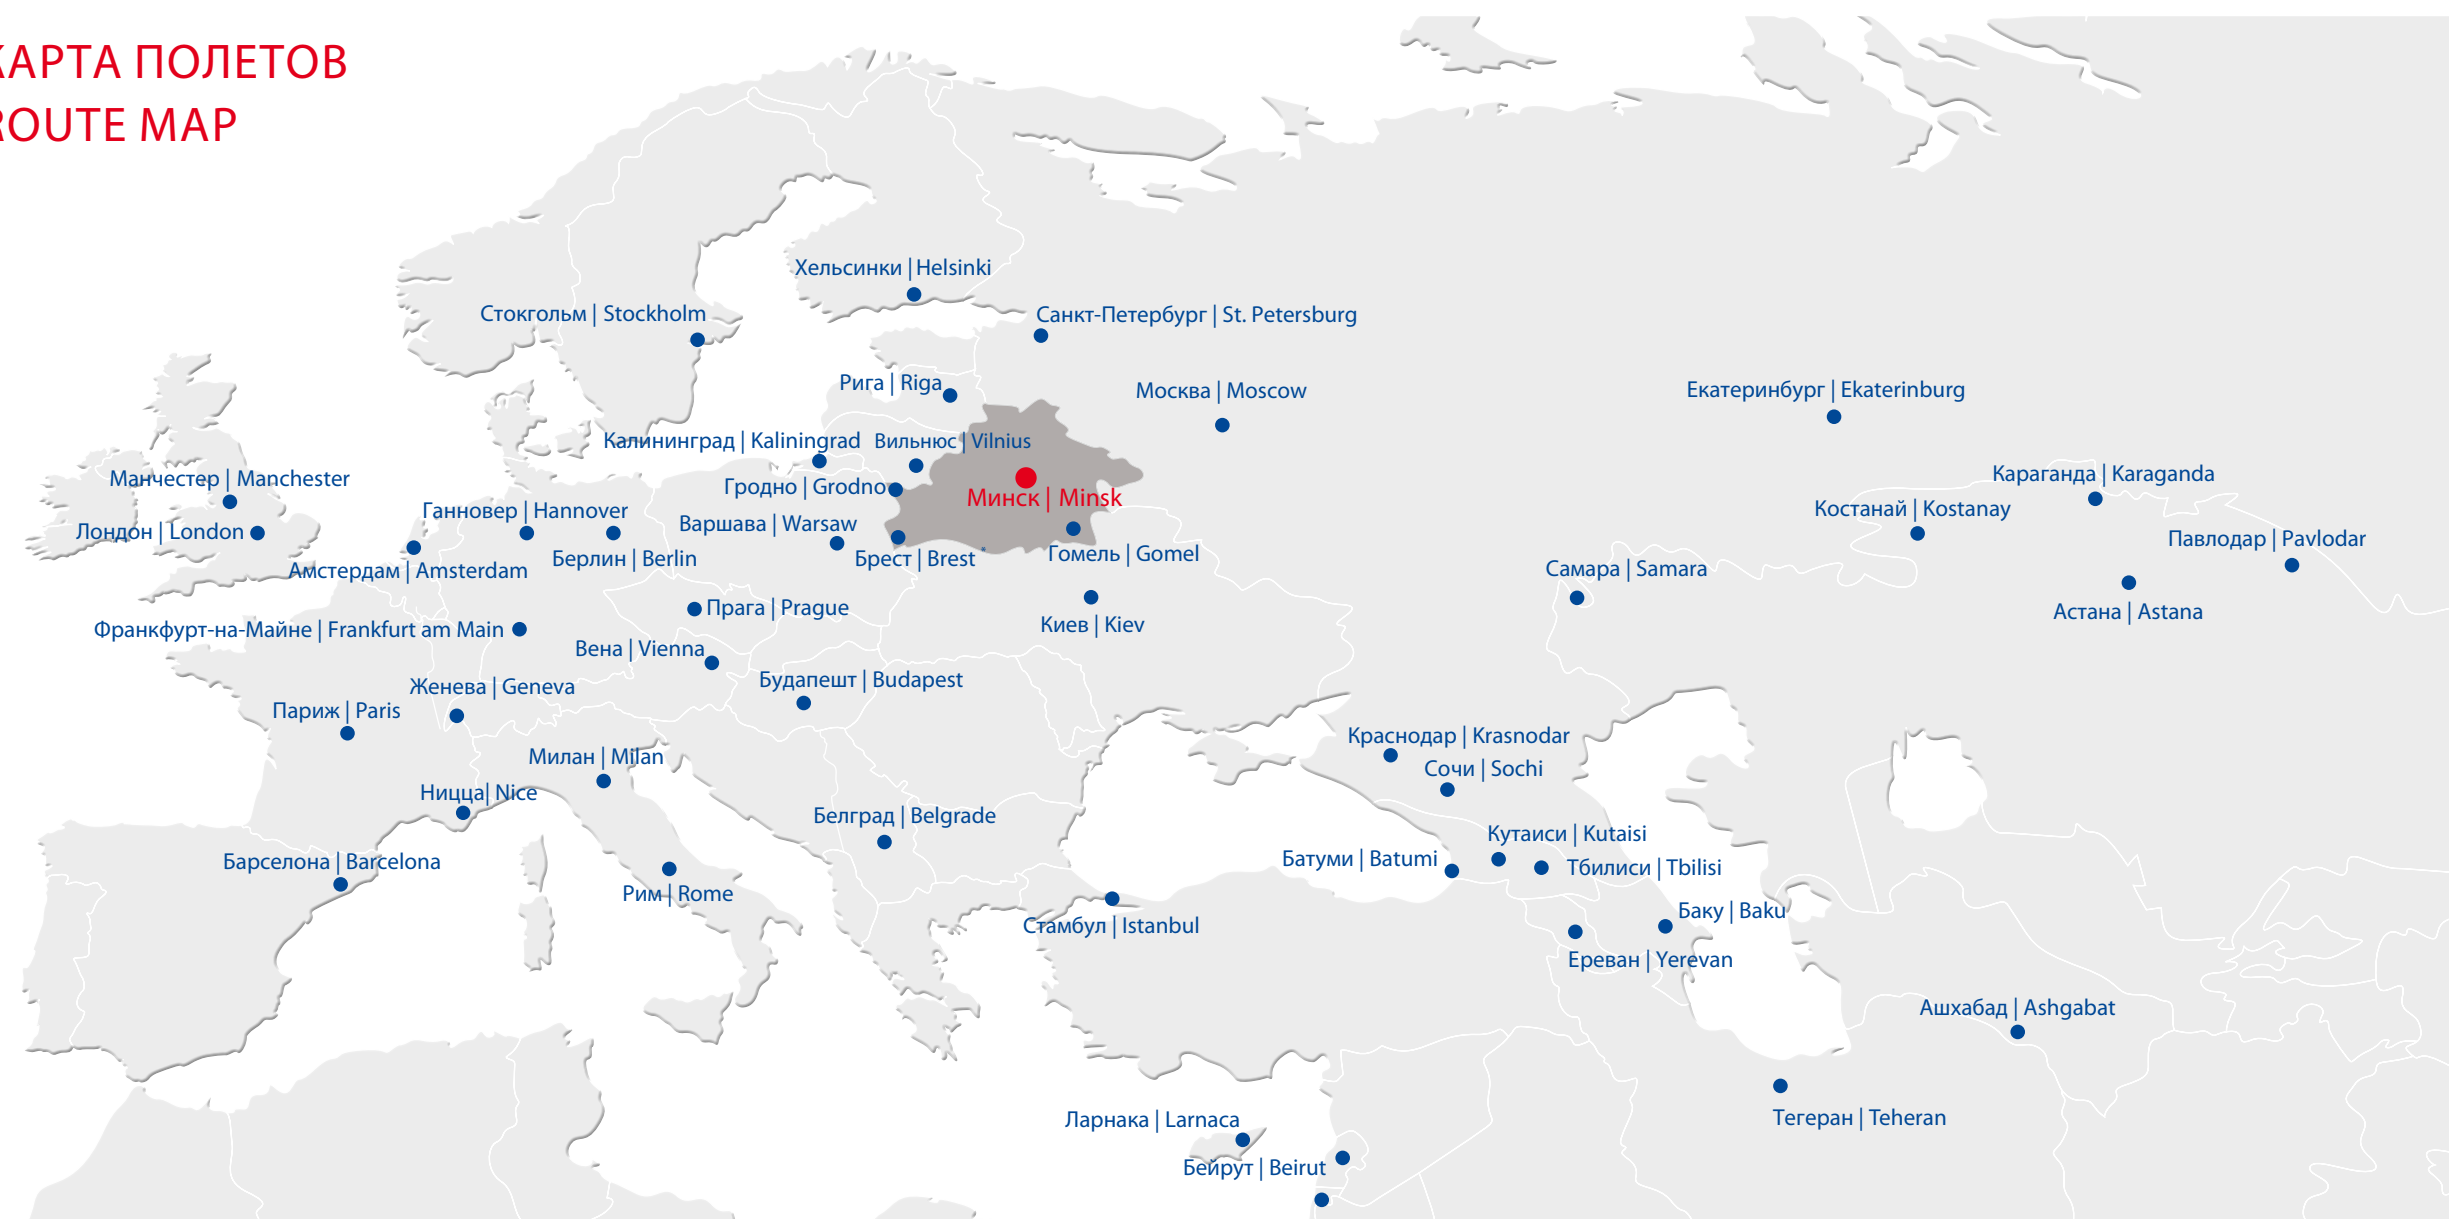 КАРТА ПОЛЕТОВ
ROUTE MAP
Хельсинки | Helsinki
Стокгольм | Stockholm
Санкт-Петербург | St. Petersburg
Рига | Riga
Москва | Moscow
Екатеринбург | Ekaterinburg
Калининград | Kaliningrad
Вильнюс | Vilnius
Манчестер | Manchester
Гродно | Grodno
Минск | Minsk
Караганда | Karaganda
Ганновер | Hannover
Костанай | Kostanay
Лондон | London
Варшава | Warsaw
Павлодар | Pavlodar
Берлин | Berlin
Брест | Brest *
Гомель | Gomel
Амстердам | Amsterdam
Самара | Samara
Прага | Prague
Астана | Astana
Франкфурт-на-Майне | Frankfurt am Main
Киев | Kiev
Вена | Vienna
Будапешт | Budapest
Женева | Geneva
Париж | Paris
Краснодар | Krasnodar
Милан | Milan
Сочи | Sochi
Ницца| Nice
Белград | Belgrade
Кутаиси | Kutaisi
Барселона | Barcelona
Батуми | Batumi
Тбилиси | Tbilisi
Рим | Rome
Баку | Baku
Стамбул | Istanbul
Ереван | Yerevan
Ашхабад | Ashgabat
Ларнака | Larnaca
Тегеран | Teheran
Бейрут | Beirut